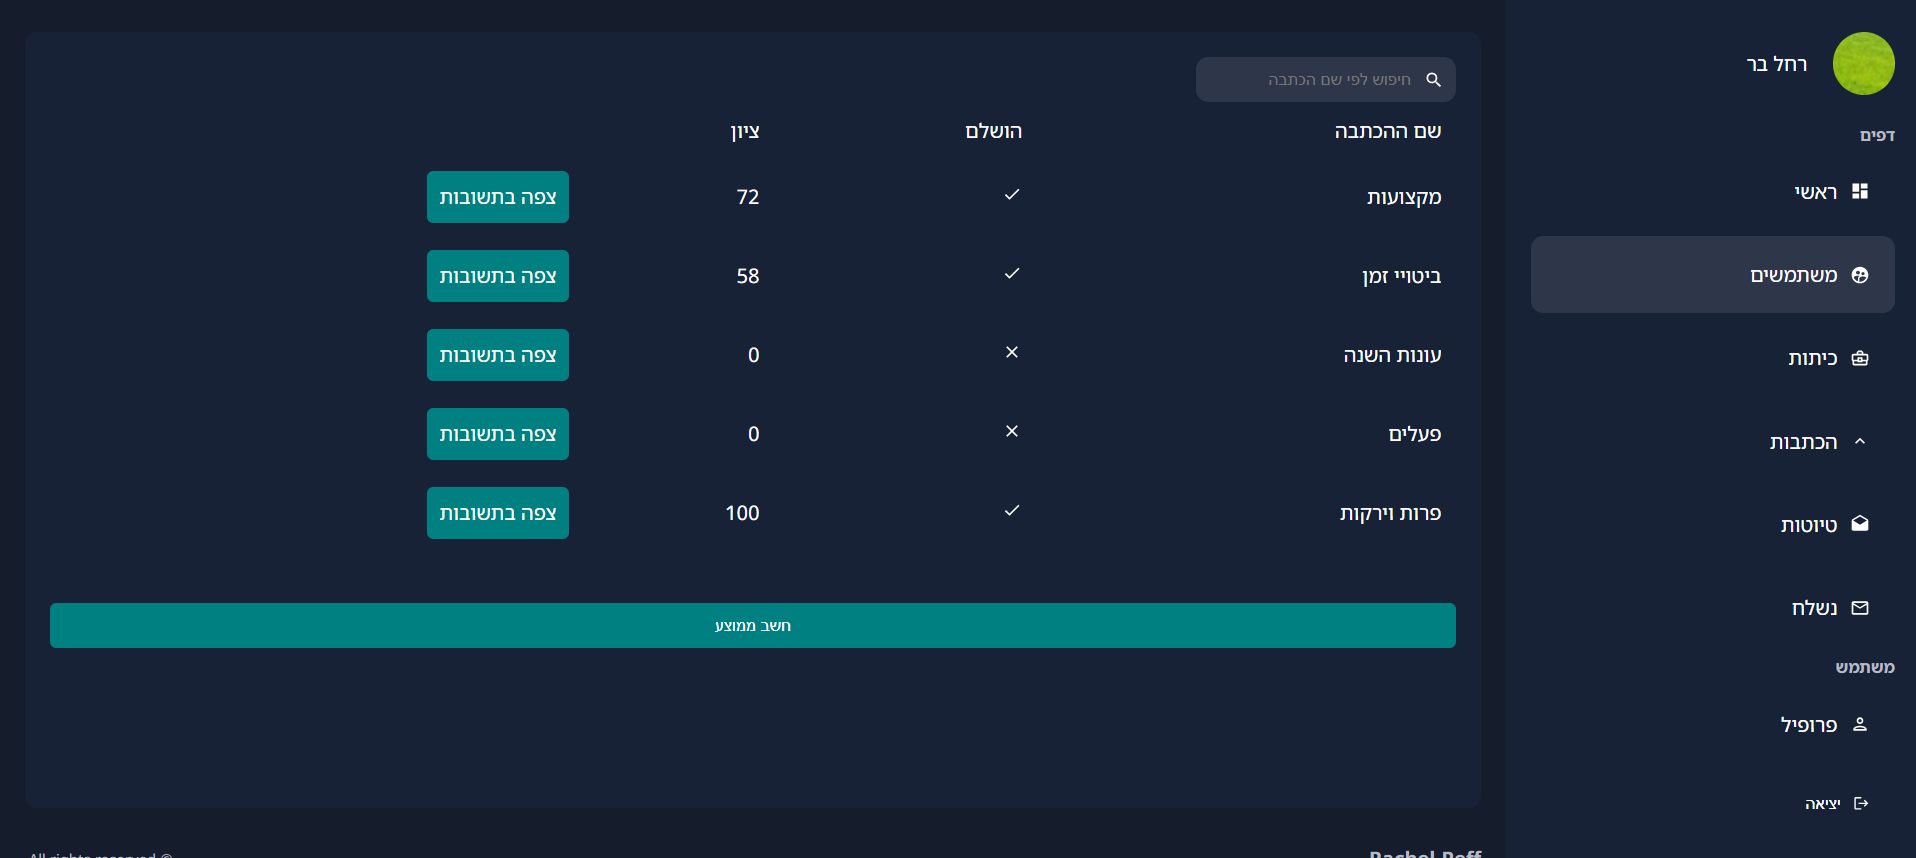 רחל בר
דפים
ראשי
משתמשים
כיתות
הכתבות
טיוטות
נשלח
משתמש
פרופיל
יציאה
חיפוש לפי שם הכתבה
שם ההכתבה הושלם ציון
מקצועות 72 צפה בתשובות
ביטויי זמן 58 צפה בתשובות
עונות השנה 0 צפה בתשובות
פעלים 0 צפה בתשובות
פרות וירקות 100 צפה בתשובות
חשב ממוצע
Rachel Roff
All rights reserved ©